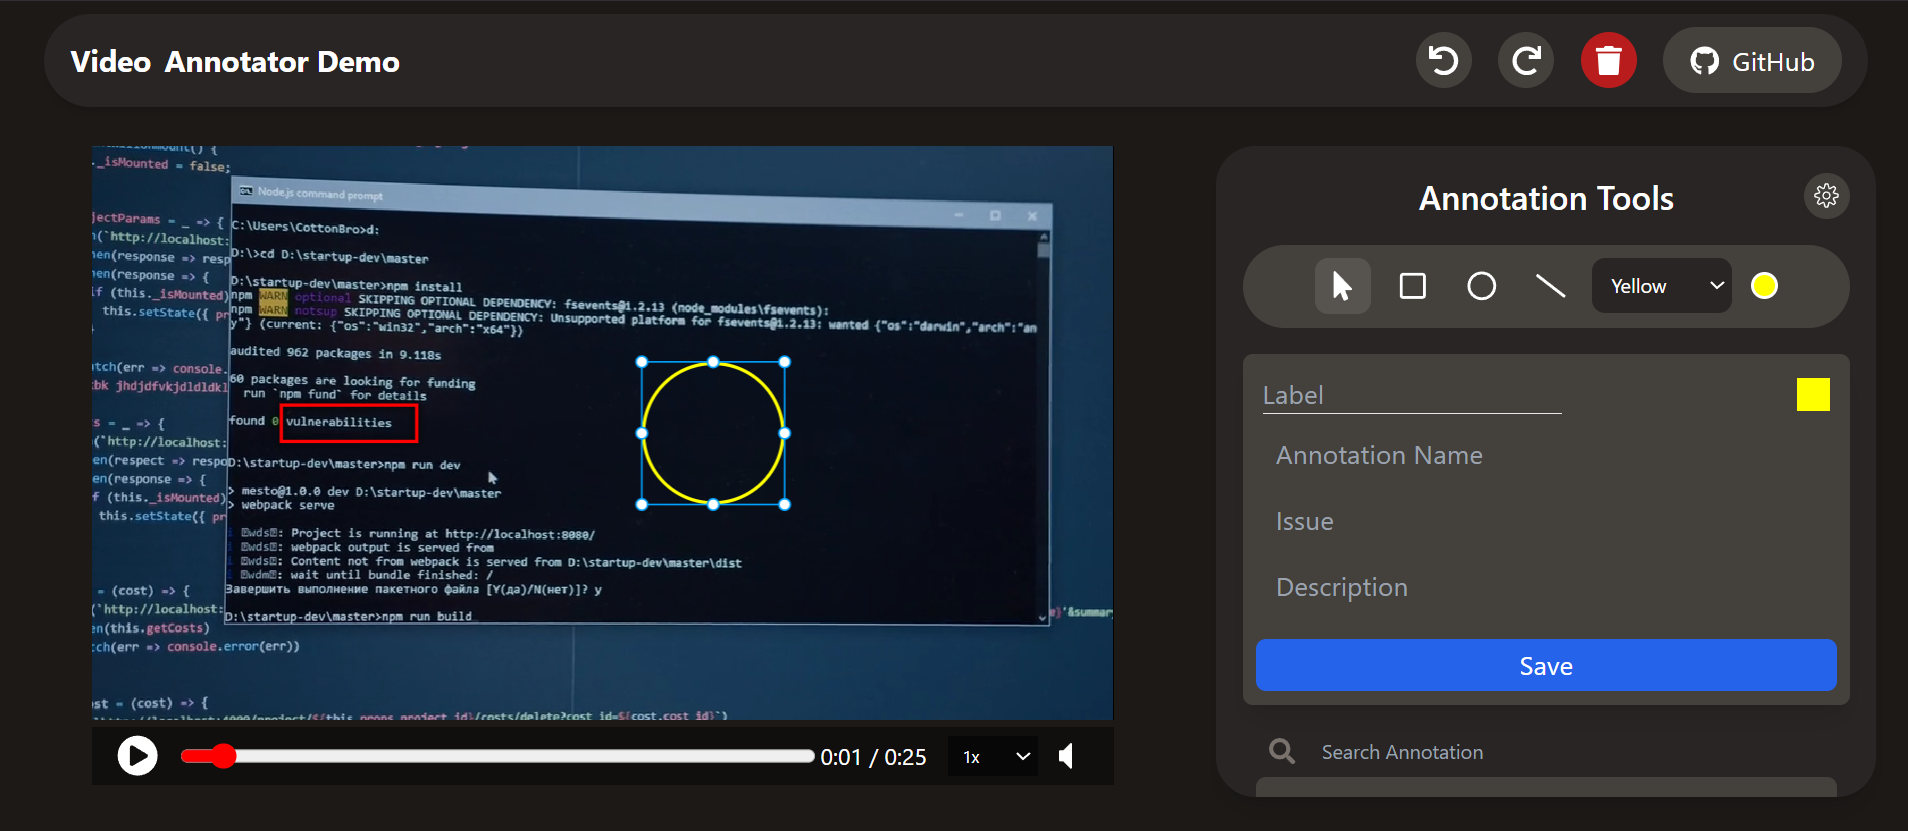 Video Annotator Demo
GitHub
._isMounted = false;
jectParams = _ => {
(`http://localhost:
hen(response => resp
hen(response => {
if (this._isMounted)
this.setState({ pr
atch(err => console.
kbk jhdjdfvkjdldldkl
s = _ => {
("http://localhost:
en(respect => respo
en(response => {
f (this._isMounted)
this.setState({ pr
= (cost) => {
(`http://localhost:
en(this.getCosts)
tch(err => console.error(err))
ost = (cost) => {
Node.js command prompt
C:\Users\CottonBro>d:
D:\>cd D:\startup-dev\master
D:\startup-dev\master>npm install
npm WARN optional SKIPPING OPTIONAL DEPENDENCY: fsevents@1.2.13 (node_modules\fsevents):
npm WARN notsup SKIPPING OPTIONAL DEPENDENCY: Unsupported platform for fsevents@1.2.13: wanted {"os":"darwin","arch":"an
y"} (current: {"os":"win32","arch":"x64"})
audited 962 packages in 9.118s
60 packages are looking for funding
run `npm fund` for details
found 0 vulnerabilities
D:\startup-dev\master>npm run dev
> mesto@1.0.0 dev D:\startup-dev\master
> webpack serve
i ｢wds｣: Project is running at http://localhost:8080/
i ｢wds｣: webpack output is served from
i ｢wds｣: Content not from webpack is served from D:\startup-dev\master\dist
i ｢wdm｣: wait until bundle finished: /
Завершить выполнение пакетного файла [Y(да)/N(нет)]? y
D:\startup-dev\master>npm run build
}'&summar
0:01 / 0:25
1x
Annotation Tools
Yellow
Label
Annotation Name
Issue
Description
Save
Search Annotation